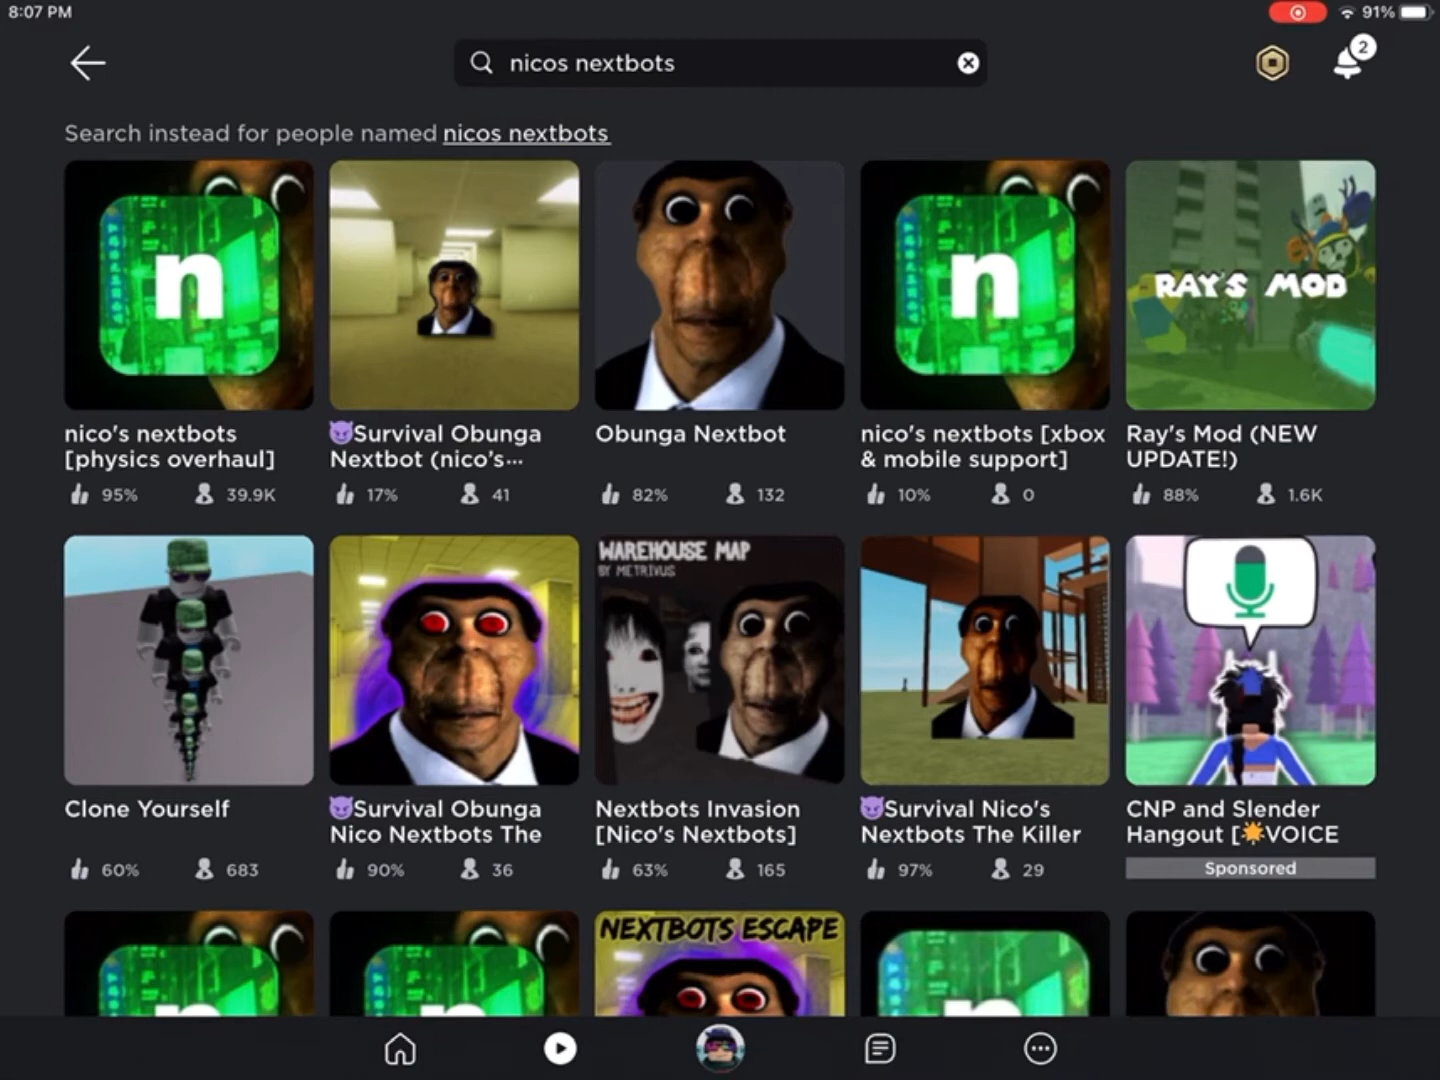 8:07 PM
91%
nicos nextbots
2
Search instead for people named nicos nextbots
n
n
RAY'S MOD
nico's nextbots
[physics overhaul]
95% 39.9K
😈Survival Obunga
Nextbot (nico's...
17% 41
Obunga Nextbot
82% 132
nico's nextbots [xbox
& mobile support]
10% 0
Ray's Mod (NEW
UPDATE!)
88% 1.6K
WAREHOUSE MAP
BY METRIVUS
Clone Yourself
60% 683
😈Survival Obunga
Nico Nextbots The
90% 36
Nextbots Invasion
[Nico's Nextbots]
63% 165
😈Survival Nico's
Nextbots The Killer
97% 29
CNP and Slender
Hangout [🌟VOICE
Sponsored
NEXTBOTS ESCAPE